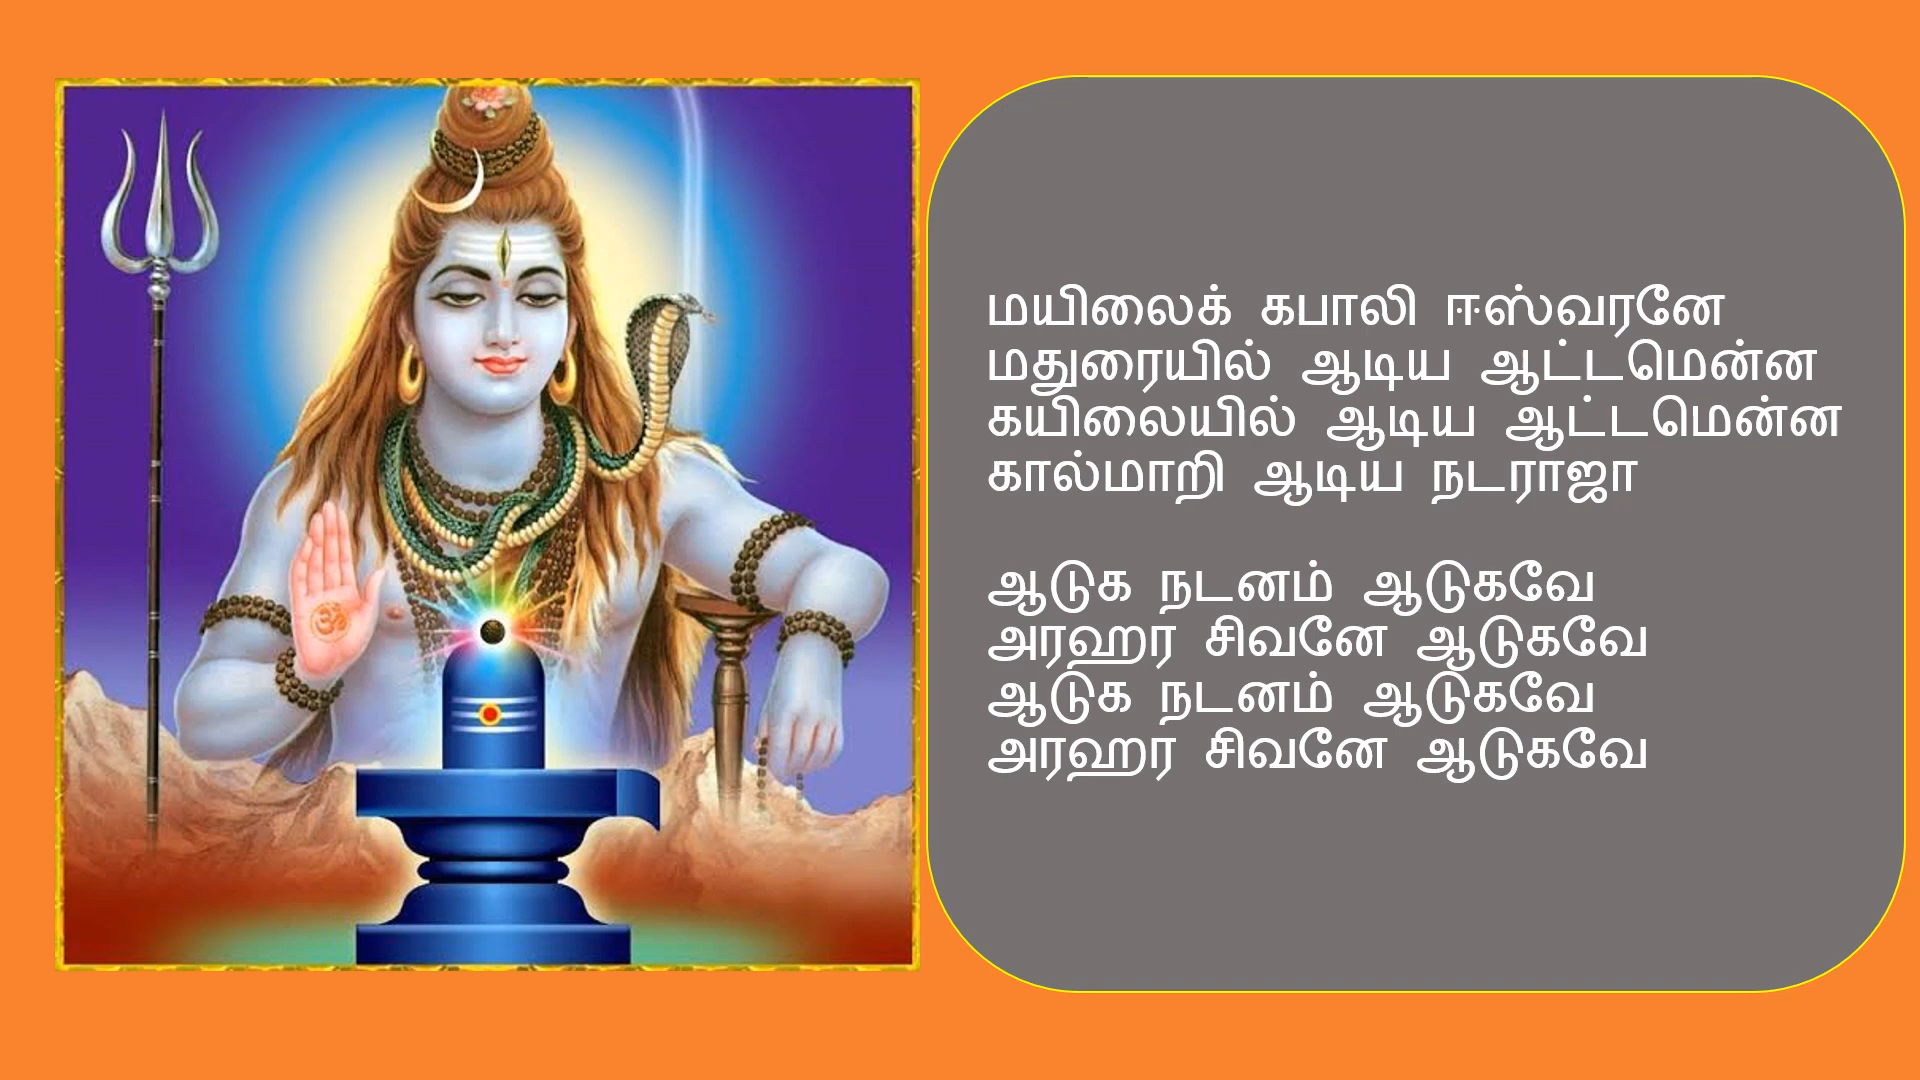 மயிலைக் கபாலி ஈஸ்வரனே
மதுரையில் ஆடிய ஆட்டமென்ன
கயிலையில் ஆடிய ஆட்டமென்ன
கால்மாறி ஆடிய நடராஜா
ஆடுக நடனம் ஆடுகவே
அரஹர சிவனே ஆடுகவே
ஆடுக நடனம் ஆடுகவே
அரஹர சிவனே ஆடுகவே
ॐ